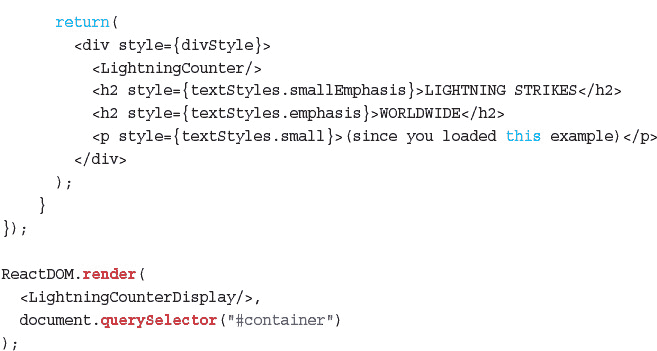 return(
<div style={divStyle}>
<LightningCounter/>
<h2 style={textStyles.smallEmphasis}>LIGHTNING STRIKES</h2>
<h2 style={textStyles.emphasis}>WORLDWIDE</h2>
<p style={textStyles.small}>(since you loaded this example)</p>
</div>
);
}
});
ReactDOM.render(
<LightningCounterDisplay/>,
document.querySelector("#container")
);